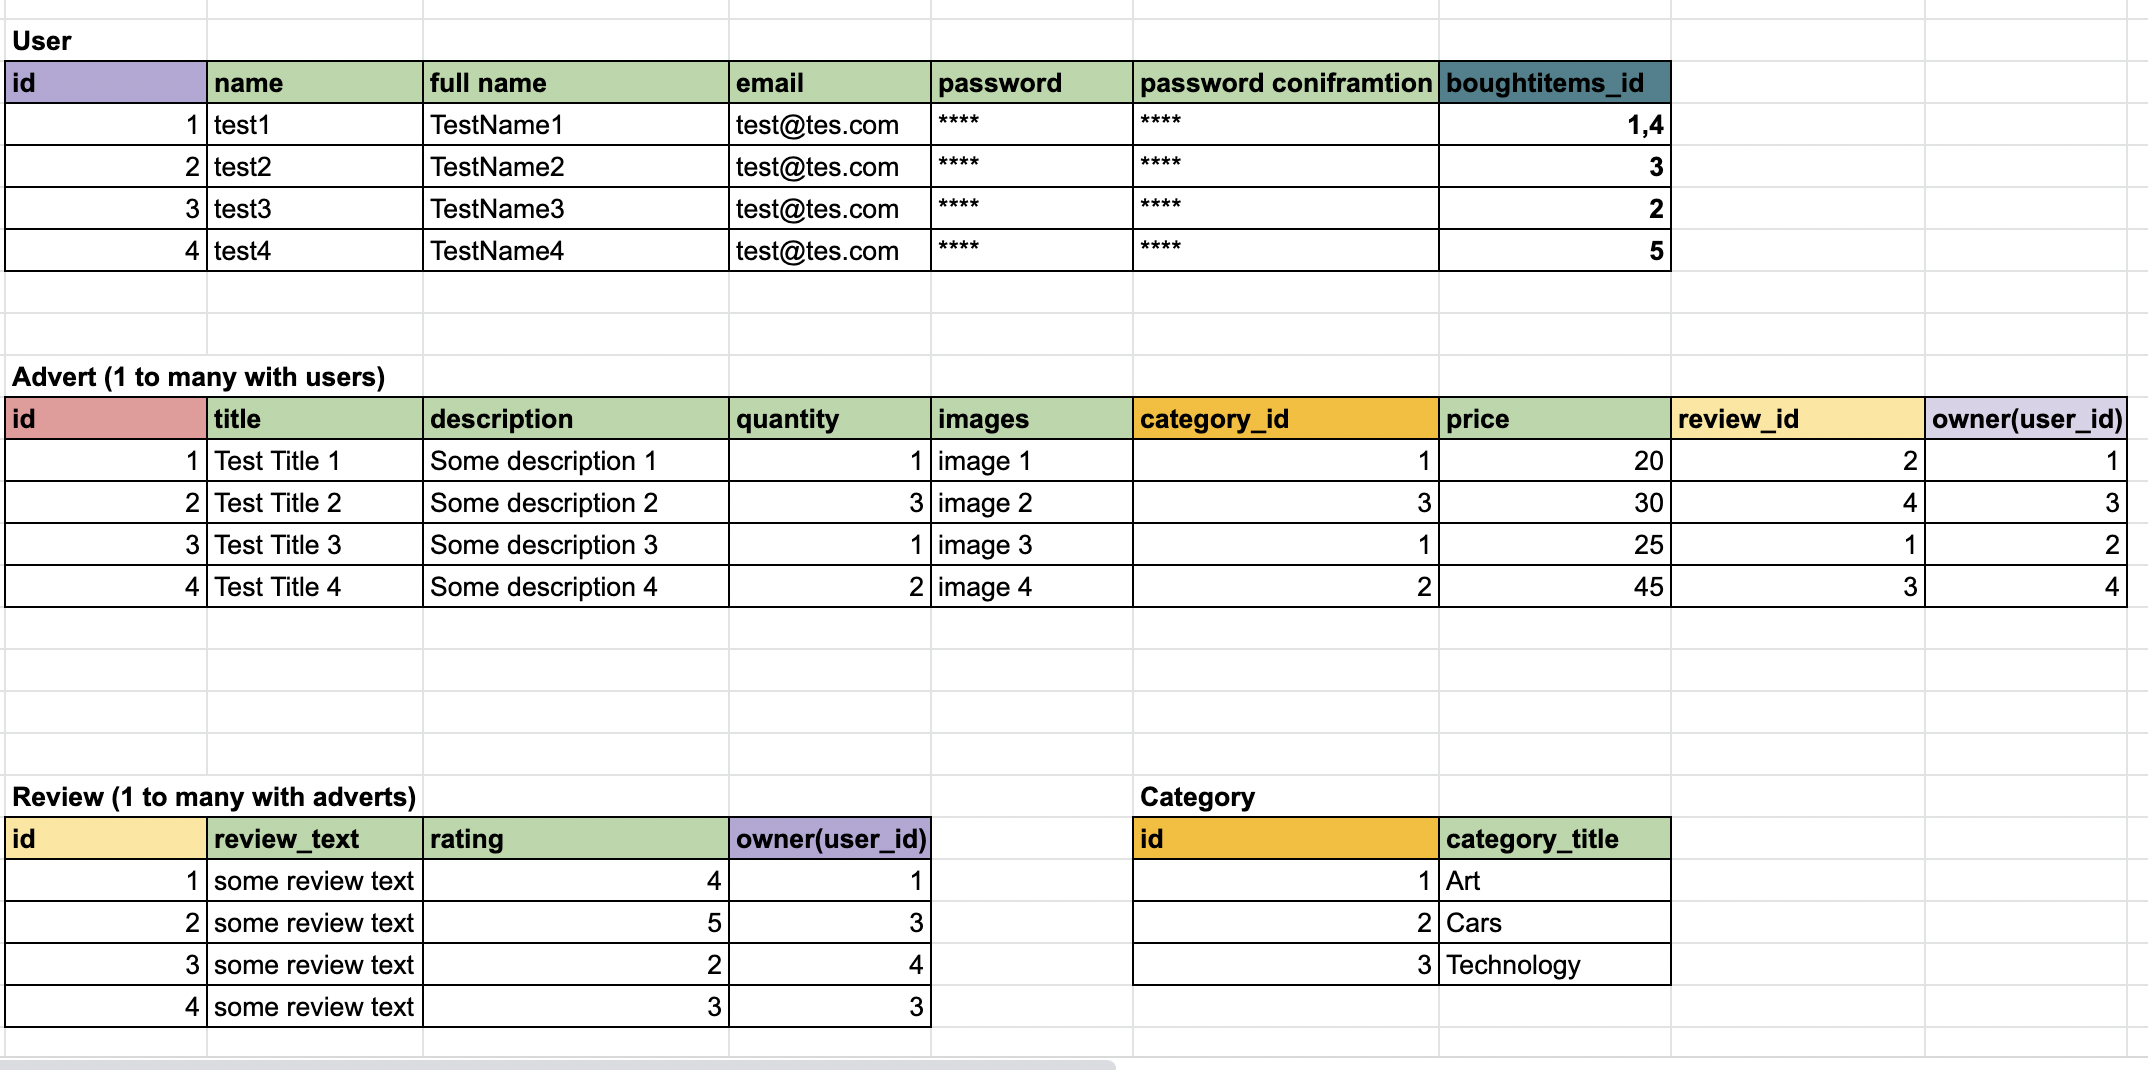 User
id name full name email password password coniframtion boughtitems_id
1 test1 TestName1 test@tes.com **** **** 1,4
2 test2 TestName2 test@tes.com **** **** 3
3 test3 TestName3 test@tes.com **** **** 2
4 test4 TestName4 test@tes.com **** **** 5
Advert (1 to many with users)
id title description quantity images category_id price review_id owner(user_id)
1 Test Title 1 Some description 1 1 image 1 1 20 2 1
2 Test Title 2 Some description 2 3 image 2 3 30 4 3
3 Test Title 3 Some description 3 1 image 3 1 25 1 2
4 Test Title 4 Some description 4 2 image 4 2 45 3 4
Review (1 to many with adverts) Category
id review_text rating owner(user_id) id category_title
1 some review text 4 1 1 Art
2 some review text 5 3 2 Cars
3 some review text 2 4 3 Technology
4 some review text 3 3